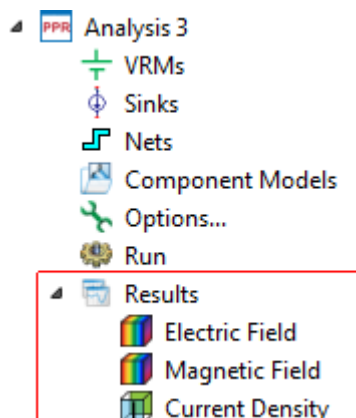 PPR Analysis 3
VRMs
Sinks
Nets
Component Models
Options...
Run
Results
Electric Field
Magnetic Field
Current Density